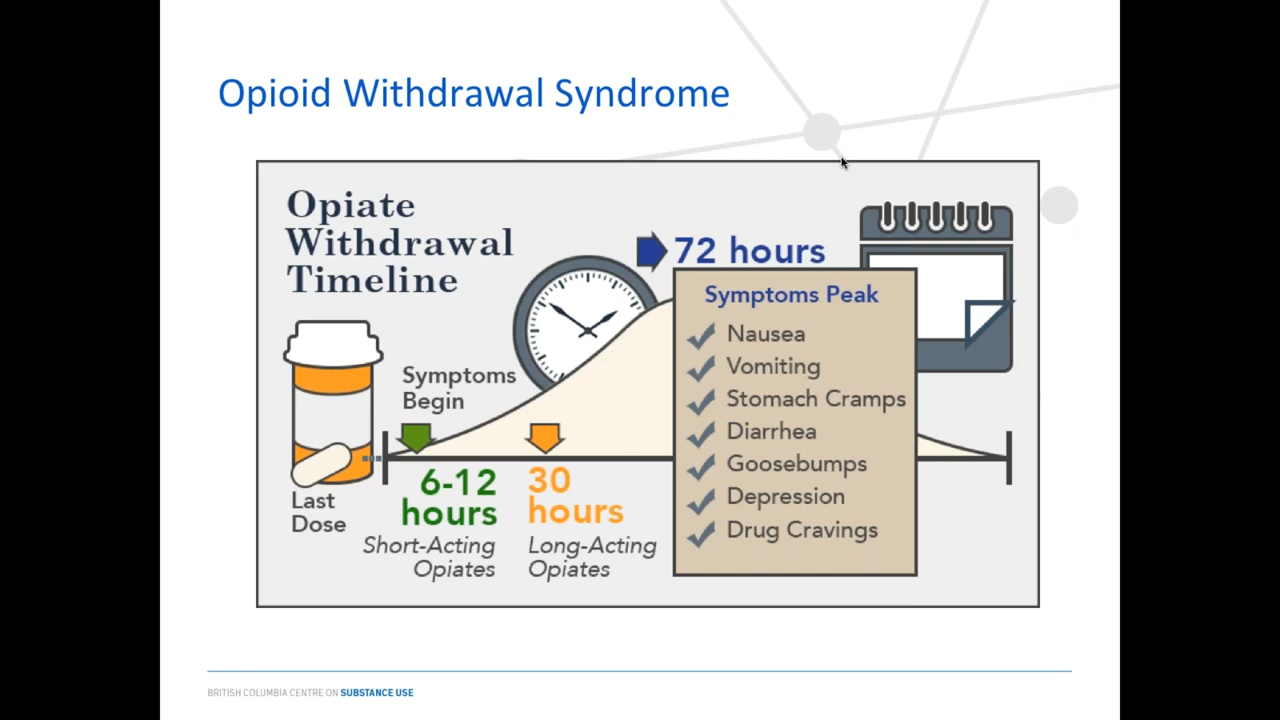 Opioid Withdrawal Syndrome
Opiate
Withdrawal
Timeline
72 hours
Symptoms Peak
Nausea
Vomiting
Stomach Cramps
Diarrhea
Goosebumps
Depression
Drug Cravings
Symptoms
Begin
6-12
hours
Short-Acting
Opiates
30
hours
Long-Acting
Opiates
Last
Dose
BRITISH COLUMBIA CENTRE ON SUBSTANCE USE